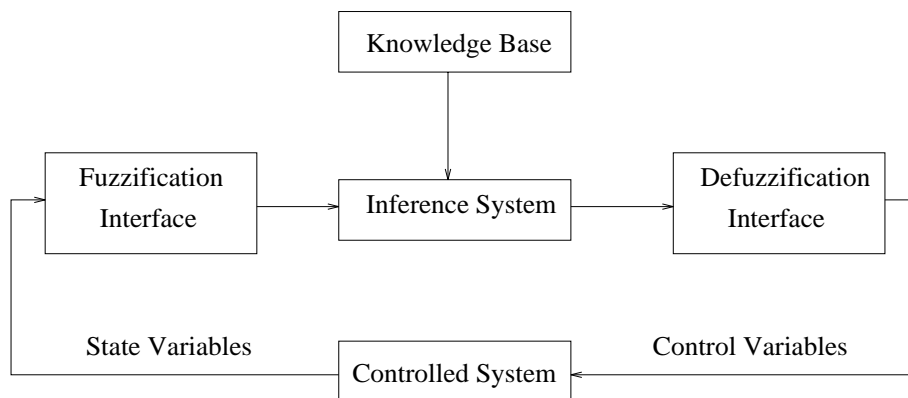 Knowledge Base
Fuzzification
Interface
Inference System
Defuzzification
Interface
State Variables
Controlled System
Control Variables